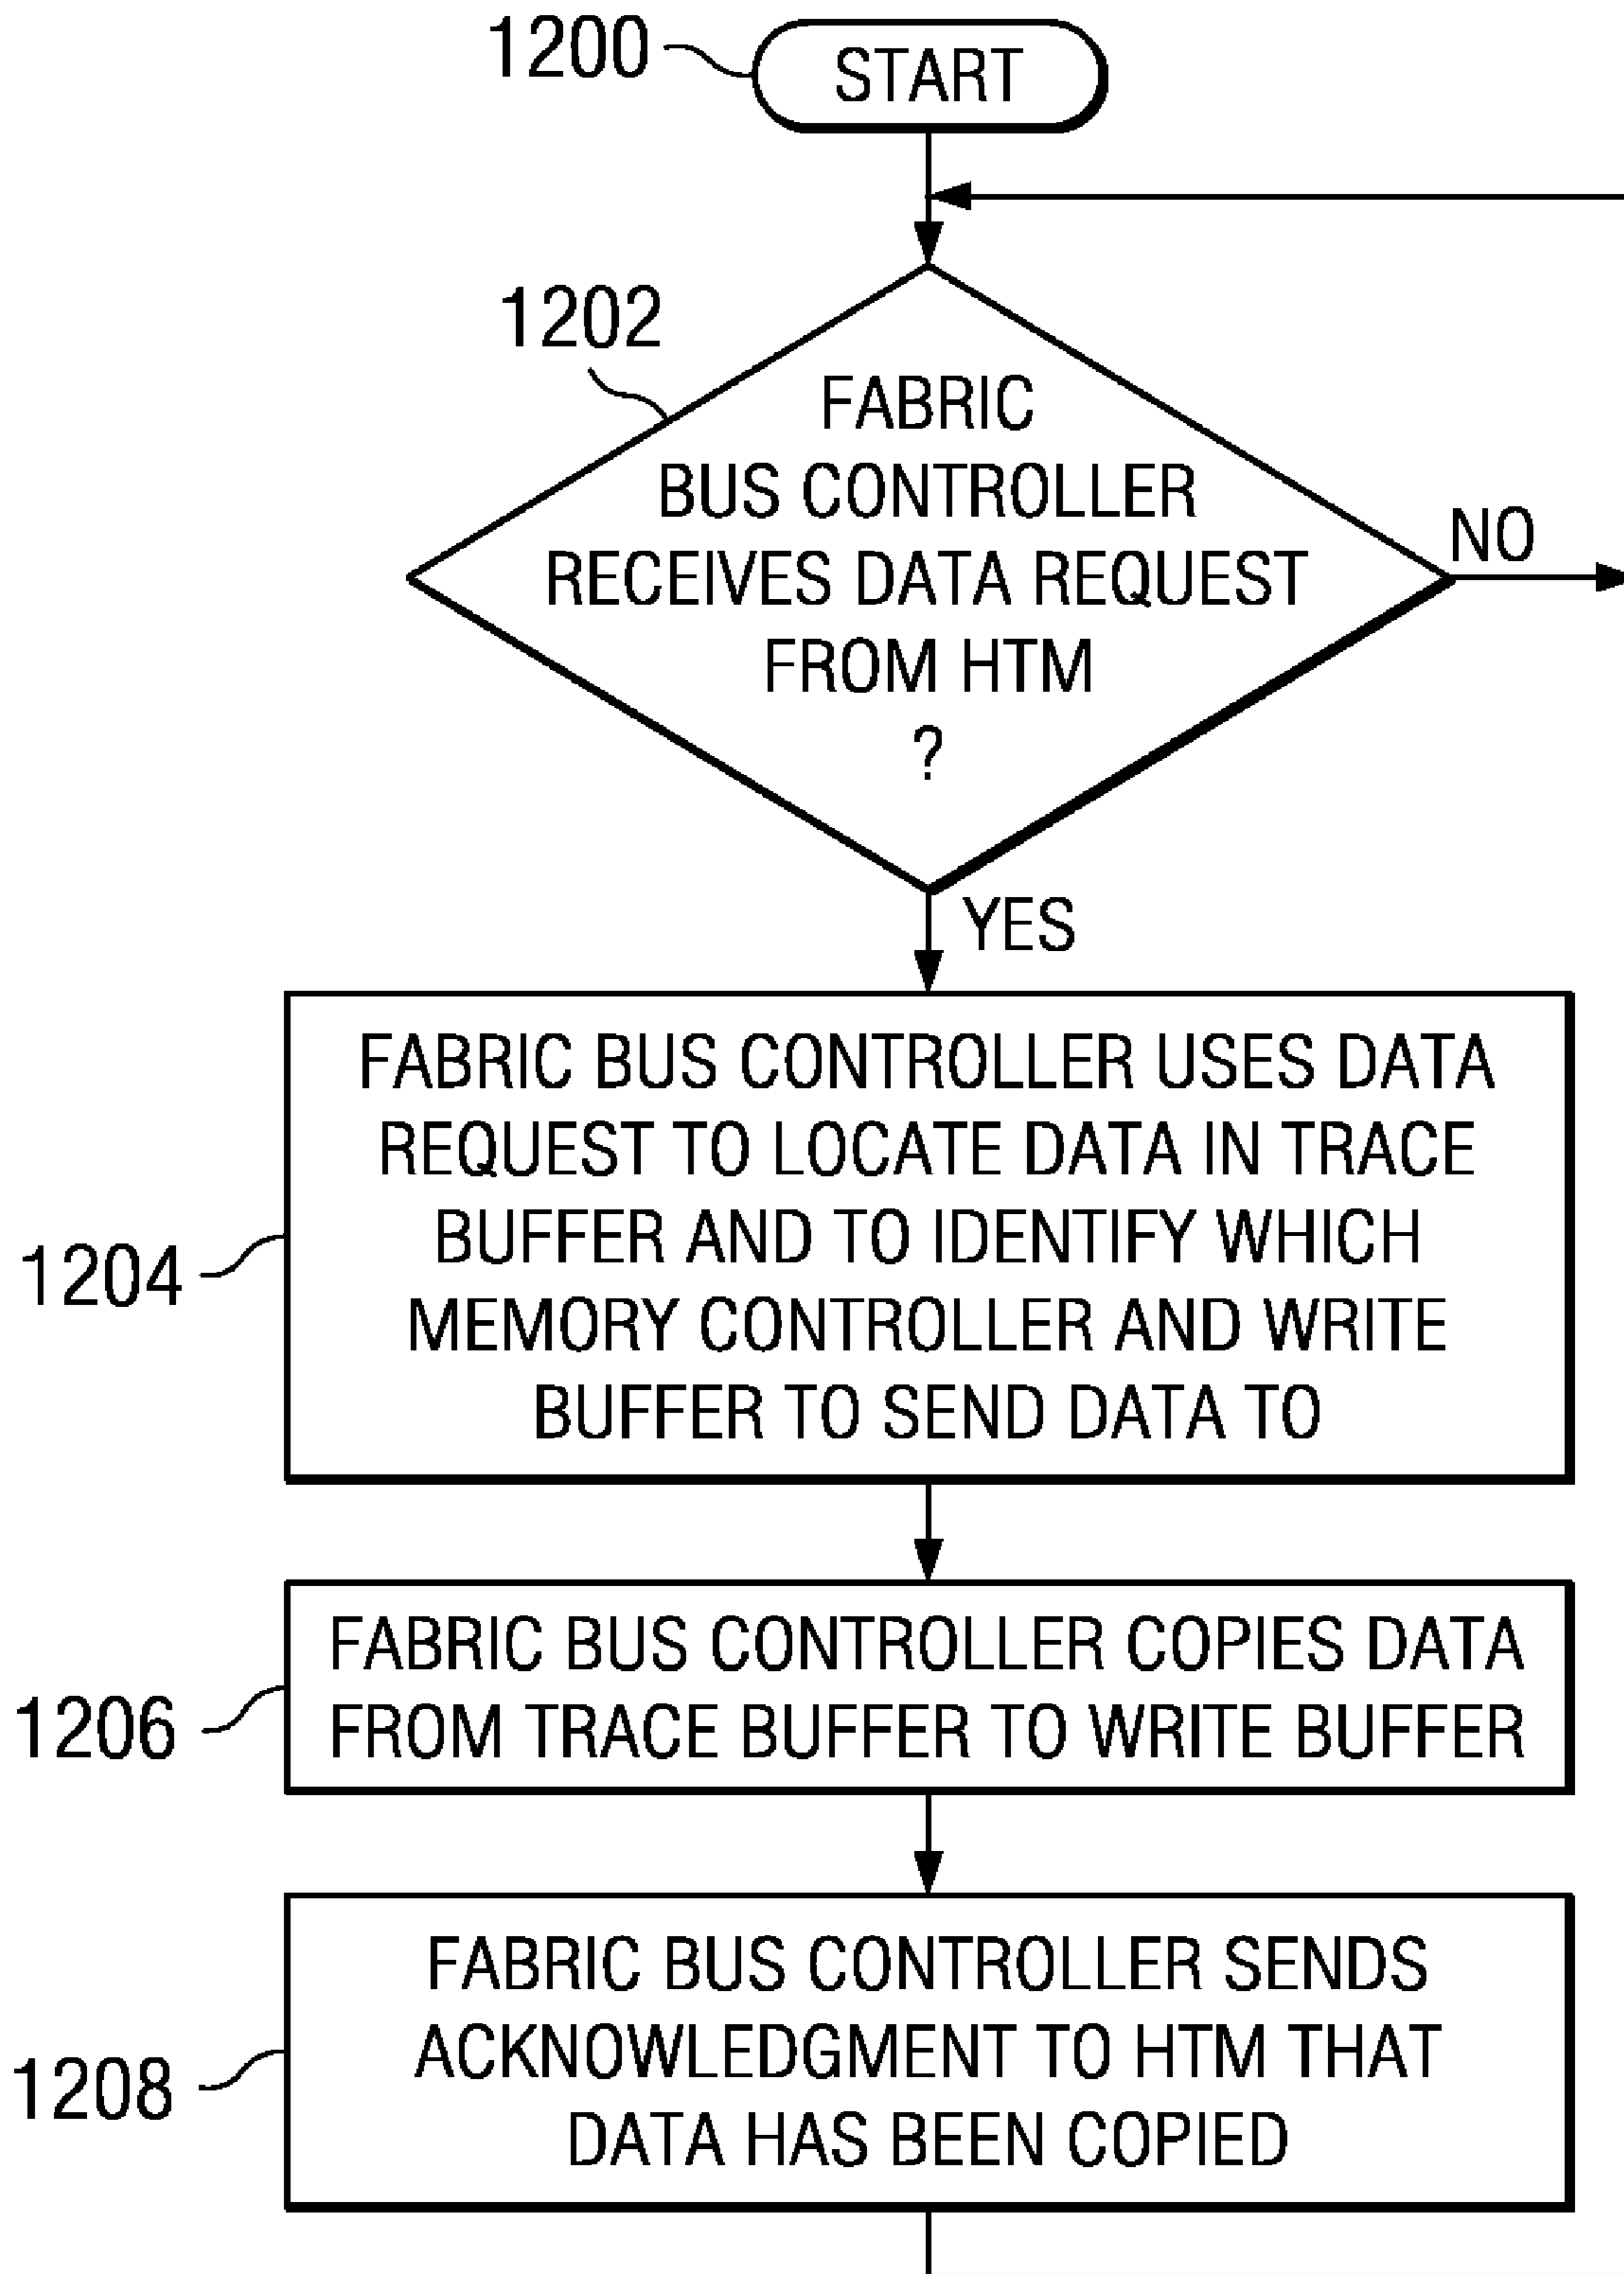 1200
START
1202
FABRIC
BUS CONTROLLER
RECEIVES DATA REQUEST
FROM HTM
?
NO
YES
1204
FABRIC BUS CONTROLLER USES DATA
REQUEST TO LOCATE DATA IN TRACE
BUFFER AND TO IDENTIFY WHICH
MEMORY CONTROLLER AND WRITE
BUFFER TO SEND DATA TO
1206
FABRIC BUS CONTROLLER COPIES DATA
FROM TRACE BUFFER TO WRITE BUFFER
1208
FABRIC BUS CONTROLLER SENDS
ACKNOWLEDGMENT TO HTM THAT
DATA HAS BEEN COPIED